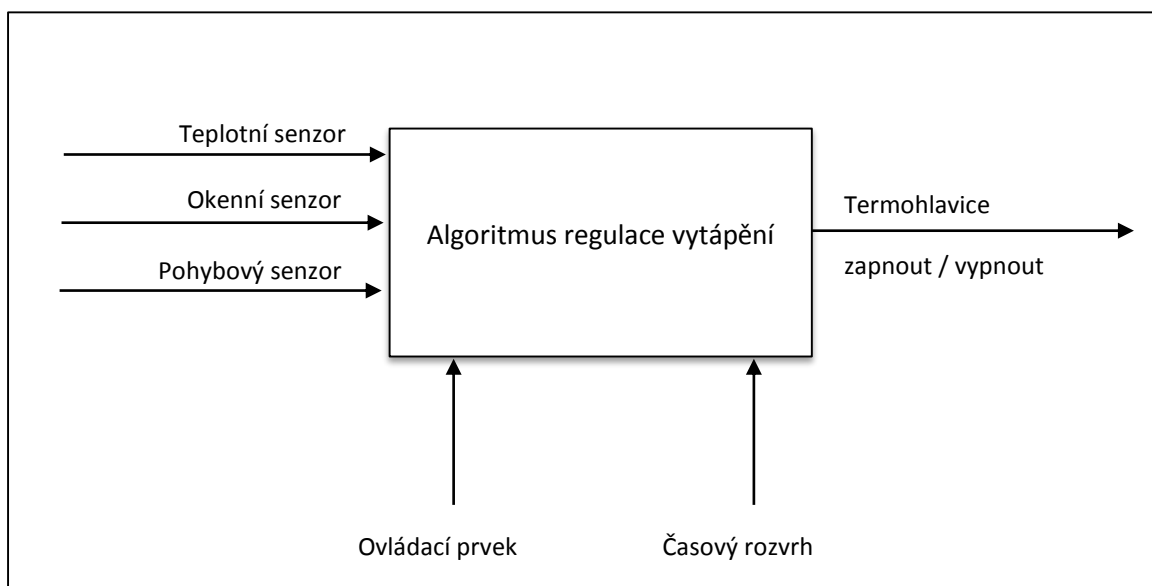 Teplotní senzor
Okenní senzor
Pohybový senzor
Algoritmus regulace vytápění
Termohlavice
zapnout / vypnout
Ovládací prvek
Časový rozvrh